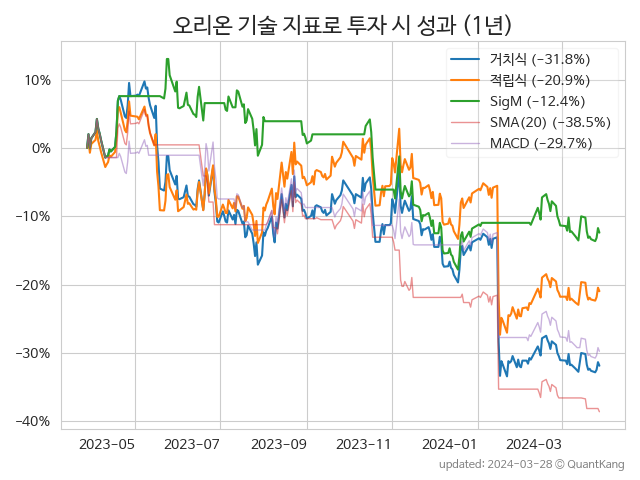 오리온 기술 지표로 투자 시 성과 (1년)
거치식 (−31.8%)
적립식 (−20.9%)
SigM (−12.4%)
SMA(20) (−38.5%)
MACD (−29.7%)
10%
0%
−10%
−20%
−30%
−40%
2023-05 2023-07 2023-09 2023-11 2024-01 2024-03
updated: 2024-03-28 © QuantKang